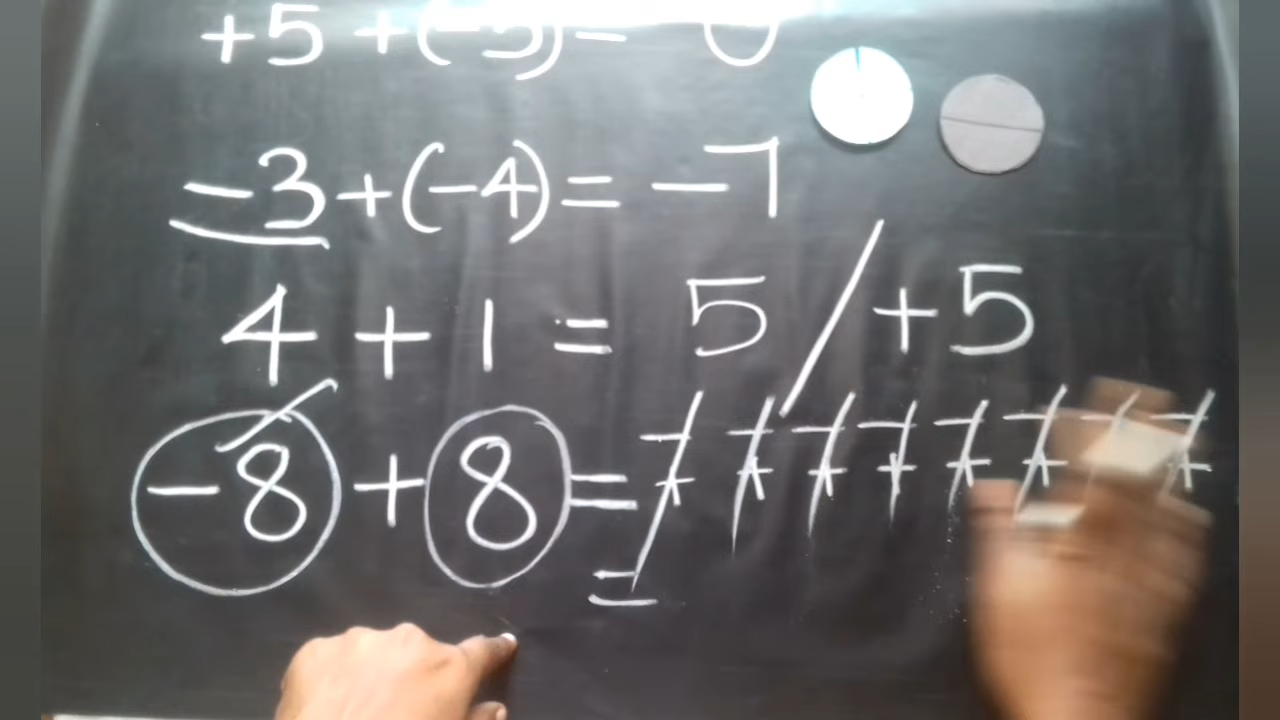 +5 + (-5) = 0
-3 + (-4) = -7
4 + 1 = 5 / +5
-8 + 8 = - - - - - - - -
+ + + + + + + +
=